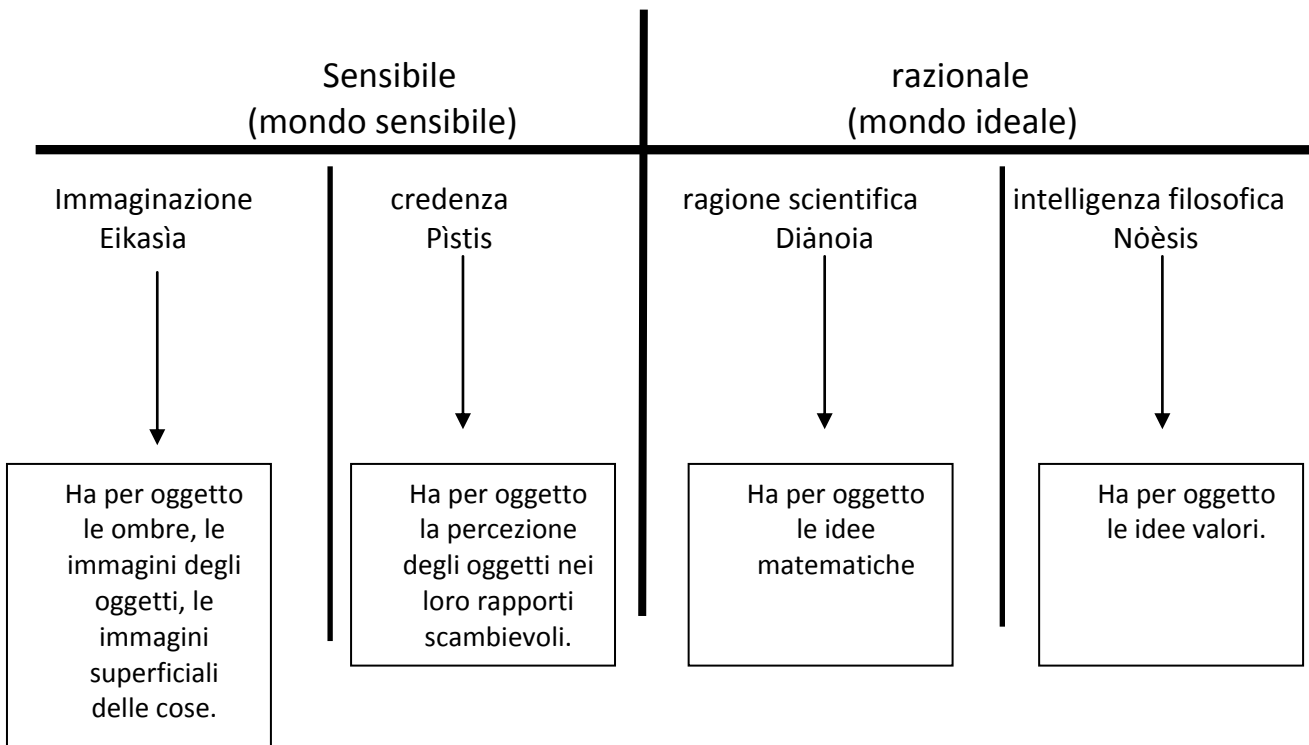 Sensibile
(mondo sensibile)
razionale
(mondo ideale)
Immaginazione
Eikasìa
credenza
Pìstis
ragione scientifica
Diȧnoia
intelligenza filosofica
Nȯèsis
Ha per oggetto
le ombre, le
immagini degli
oggetti, le
immagini
superficiali
delle cose.
Ha per oggetto
la percezione
degli oggetti nei
loro rapporti
scambievoli.
Ha per oggetto
le idee
matematiche
Ha per oggetto
le idee valori.